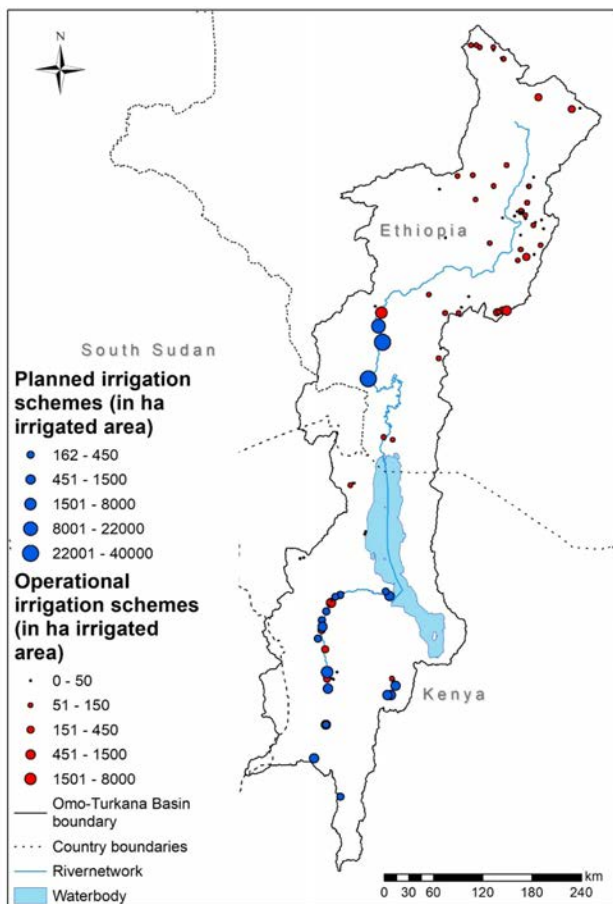 N
Ethiopia
South Sudan
Planned irrigation
schemes (in ha
irrigated area)
162 - 450
451 - 1500
1501 - 8000
8001 - 22000
22001 - 40000
Operational
irrigation schemes
(in ha irrigated
area)
0 - 50
51 - 150
151 - 450
451 - 1500
1501 - 8000
Omo-Turkana Basin
boundary
Country boundaries
Rivernetwork
Waterbody
Kenya
km
0 30 60 120 180 240